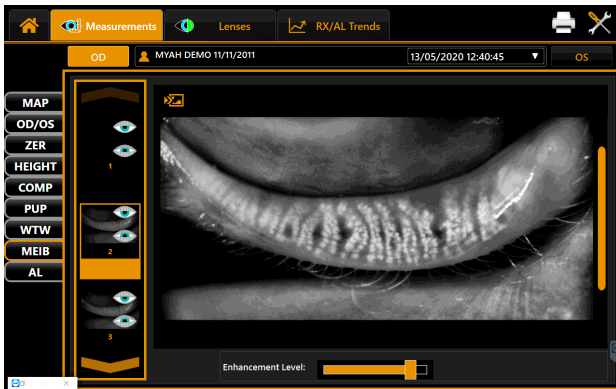 Measurements
Lenses
RX/AL Trends
OD
MYAH DEMO 11/11/2011
13/05/2020 12:40:45
OS
MAP
OD/OS
ZER
HEIGHT
COMP
PUP
WTW
MEIB
AL
1
2
3
Enhancement Level: